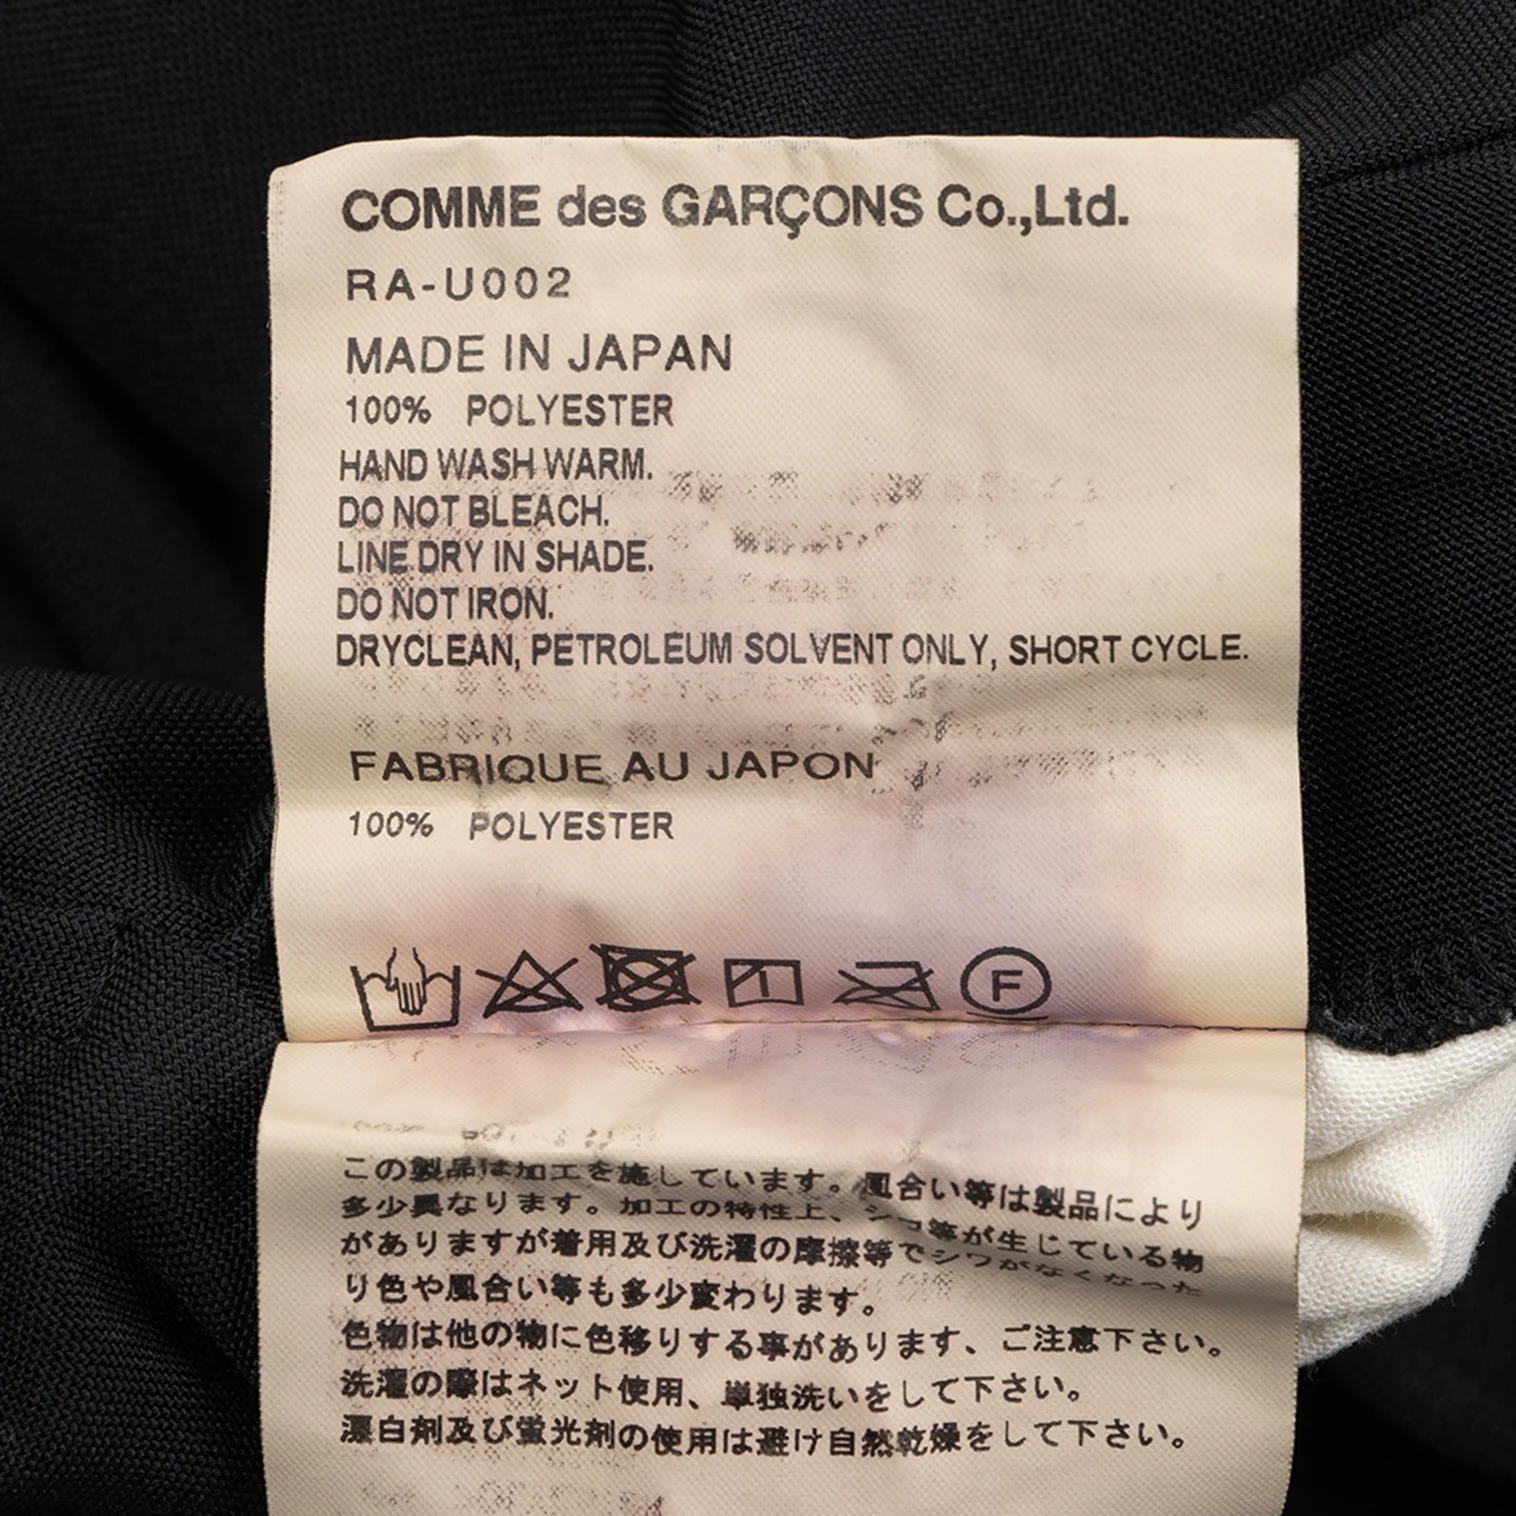 COMME des GARÇONS Co.,Ltd.
RA-U002
MADE IN JAPAN
100% POLYESTER
HAND WASH WARM.
DO NOT BLEACH.
LINE DRY IN SHADE.
DO NOT IRON.
DRYCLEAN, PETROLEUM SOLVENT ONLY, SHORT CYCLE.
FABRIQUE AU JAPON
100% POLYESTER
F
この製品は加工を施しています。風合い等は製品により
多少異なります。加工の特性上、シワ等が生じている物
がありますが着用及び洗濯の摩擦等でシワがなくなった
り色や風合い等も多少変わります。
色物は他の物に色移りする事があります、ご注意下さい。
洗濯の際はネット使用、単独洗いをして下さい。
漂白剤及び蛍光剤の使用は避け自然乾燥をして下さい。